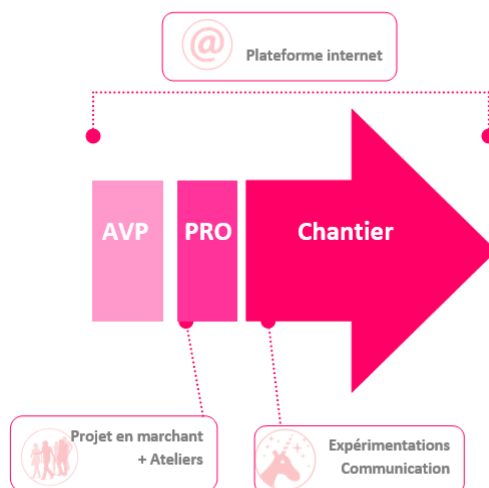 @
Plateforme internet
AVP
PRO
Chantier
Projet en marchant
+ Ateliers
Expérimentations
Communication